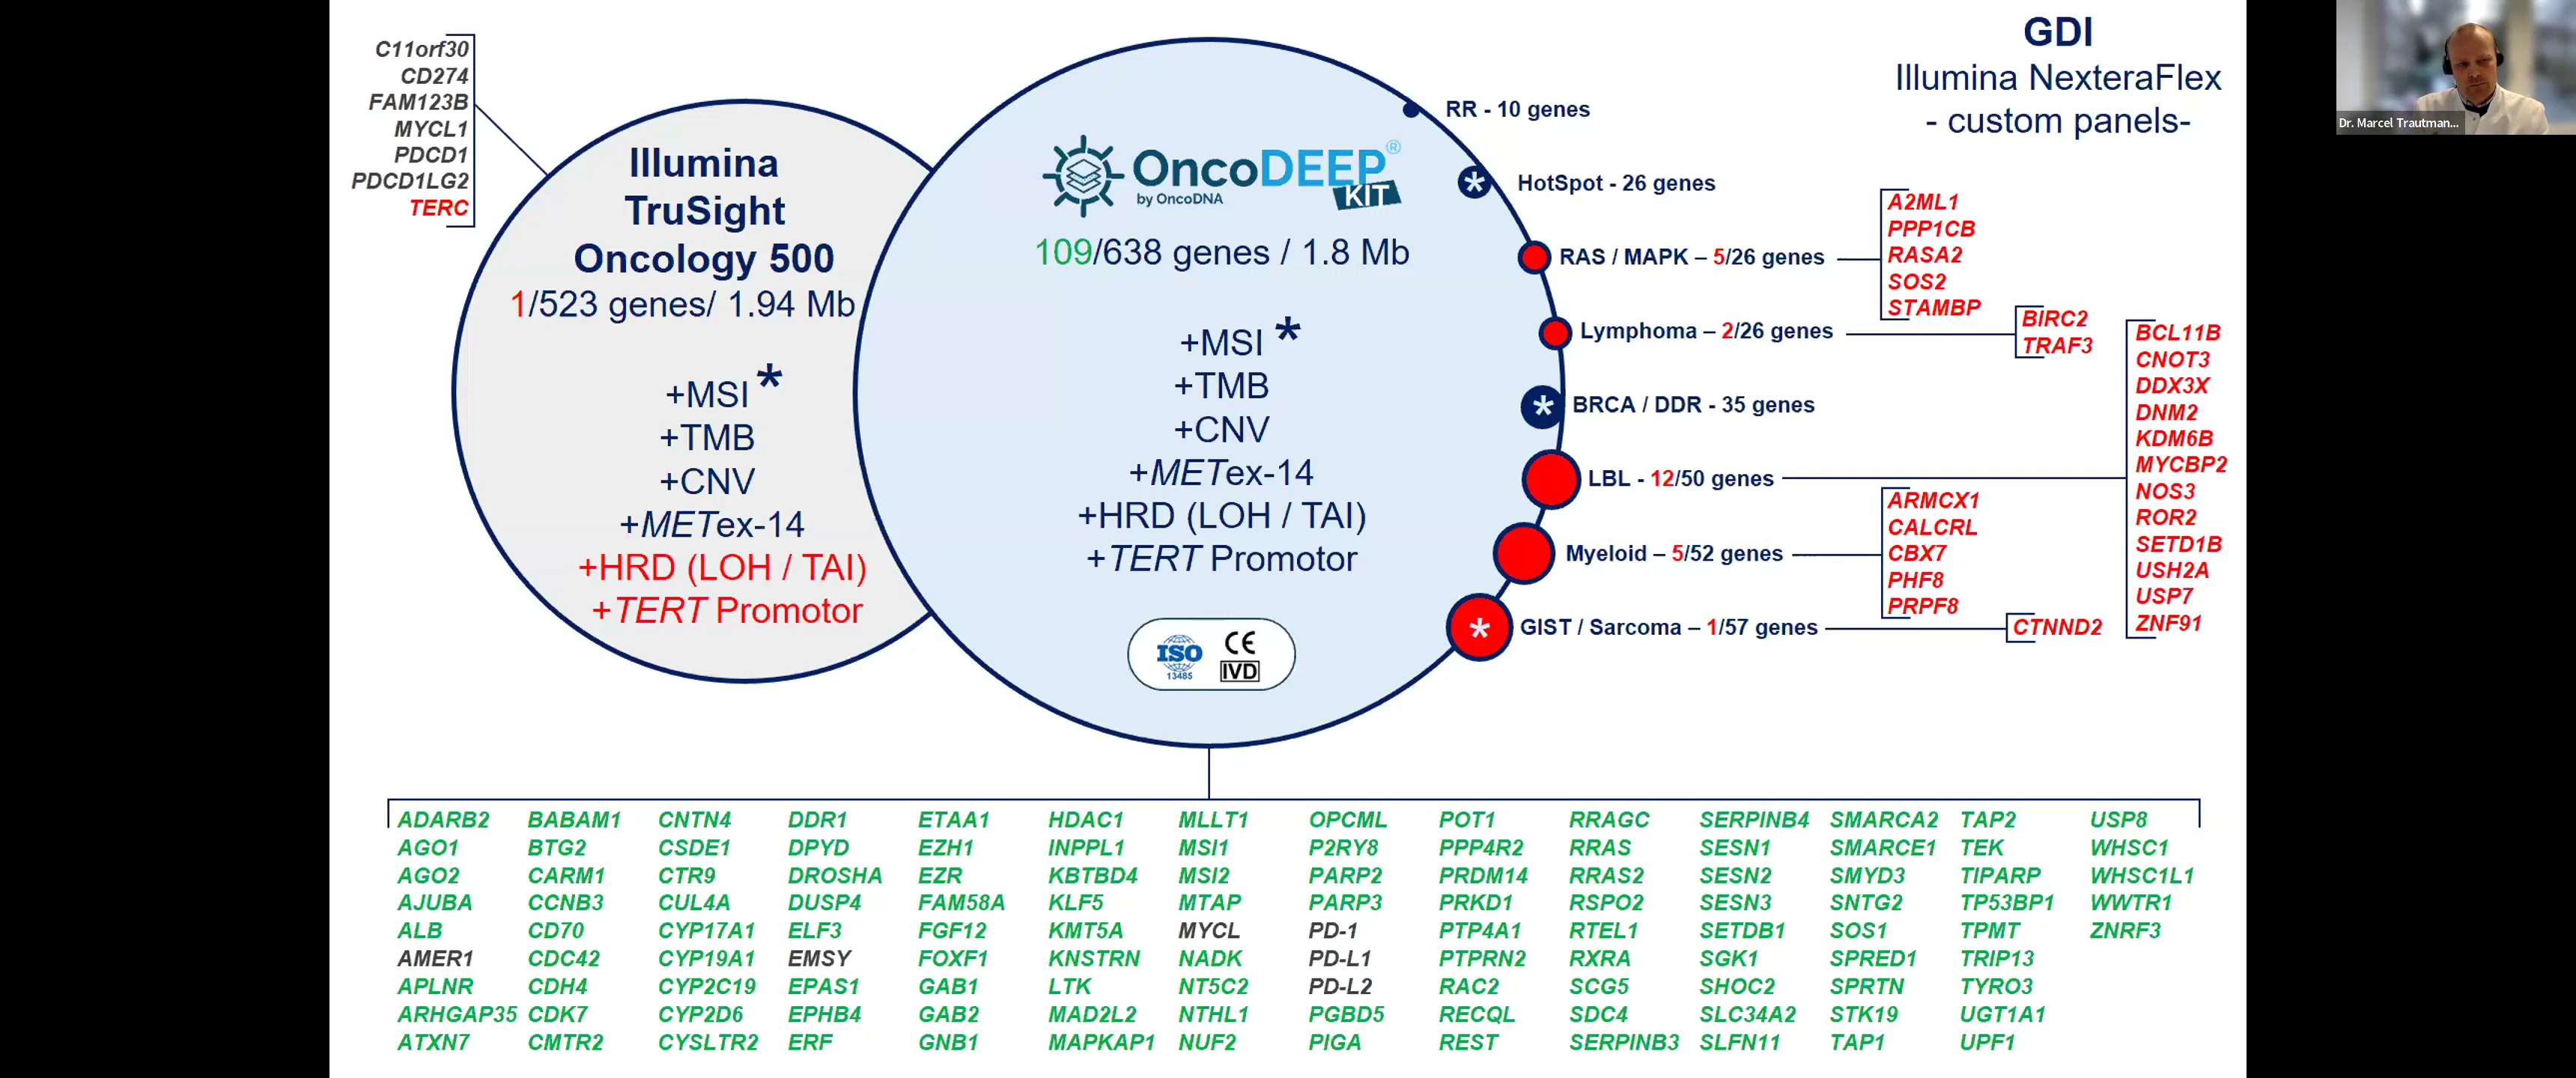 C11orf30
CD274
FAM123B
MYCL1
PDCD1
PDCD1LG2
TERC
Illumina
TruSight
Oncology 500
1/523 genes/ 1.94 Mb
+MSI *
+TMB
+CNV
+METex-14
+HRD (LOH / TAI)
+TERT Promotor
OncoDEEP®
KIT
by OncoDNA
109/638 genes / 1.8 Mb
+MSI *
+TMB
+CNV
+METex-14
+HRD (LOH / TAI)
+TERT Promotor
ISO
13485
CE
IVD
GDI
Illumina NexteraFlex
- custom panels-
RR - 10 genes
* HotSpot - 26 genes
RAS / MAPK – 5/26 genes
A2ML1
PPP1CB
RASA2
SOS2
STAMBP
Lymphoma – 2/26 genes
BIRC2
TRAF3
* BRCA / DDR - 35 genes
LBL - 12/50 genes
BCL11B
CNOT3
DDX3X
DNM2
KDM6B
MYCBP2
NOS3
ROR2
SETD1B
USH2A
USP7
ZNF91
Myeloid – 5/52 genes
ARMCX1
CALCRL
CBX7
PHF8
PRPF8
* GIST / Sarcoma – 1/57 genes
CTNND2
ADARB2 BABAM1 CNTN4 DDR1 ETAA1 HDAC1 MLLT1 OPCML POT1 RRAGC SERPINB4 SMARCA2 TAP2 USP8
AGO1 BTG2 CSDE1 DPYD EZH1 INPPL1 MSI1 P2RY8 PPP4R2 RRAS SESN1 SMARCE1 TEK WHSC1
AGO2 CARM1 CTR9 DROSHA EZR KBTBD4 MSI2 PARP2 PRDM14 RRAS2 SESN2 SMYD3 TIPARP WHSC1L1
AJUBA CCNB3 CUL4A DUSP4 FAM58A KLF5 MTAP PARP3 PRKD1 RSPO2 SESN3 SNTG2 TP53BP1 WWTR1
ALB CD70 CYP17A1 ELF3 FGF12 KMT5A MYCL PD-1 PTP4A1 RTEL1 SETDB1 SOS1 TPMT ZNRF3
AMER1 CDC42 CYP19A1 EMSY FOXF1 KNSTRN NADK PD-L1 PTPRN2 RXRA SGK1 SPRED1 TRIP13
APLNR CDH4 CYP2C19 EPAS1 GAB1 LTK NT5C2 PD-L2 RAC2 SCG5 SHOC2 SPRTN TYRO3
ARHGAP35 CDK7 CYP2D6 EPHB4 GAB2 MAD2L2 NTHL1 PGBD5 RECQL SDC4 SLC34A2 STK19 UGT1A1
ATXN7 CMTR2 CYSLTR2 ERF GNB1 MAPKAP1 NUF2 PIGA REST SERPINB3 SLFN11 TAP1 UPF1
Dr. Marcel Trautman...